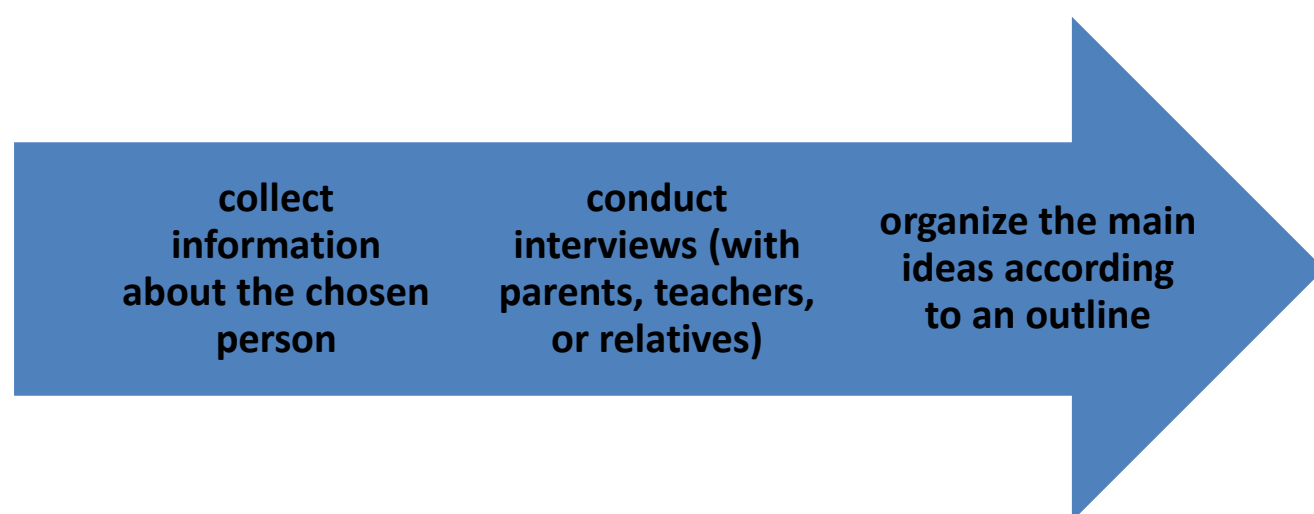 collect
information
about the chosen
person
conduct
interviews (with
parents, teachers,
or relatives)
organize the main
ideas according
to an outline